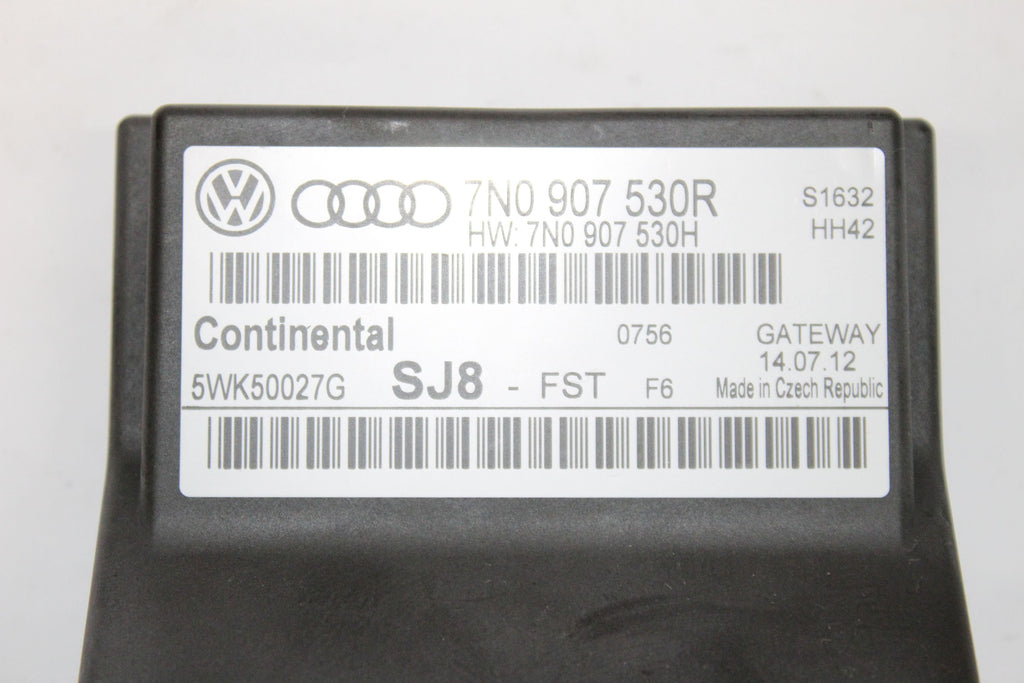 7N0 907 530R S1632
HW: 7N0 907 530H HH42
Continental 0756 GATEWAY
14.07.12
5WK50027G SJ8 - FST F6 Made in Czech Republic